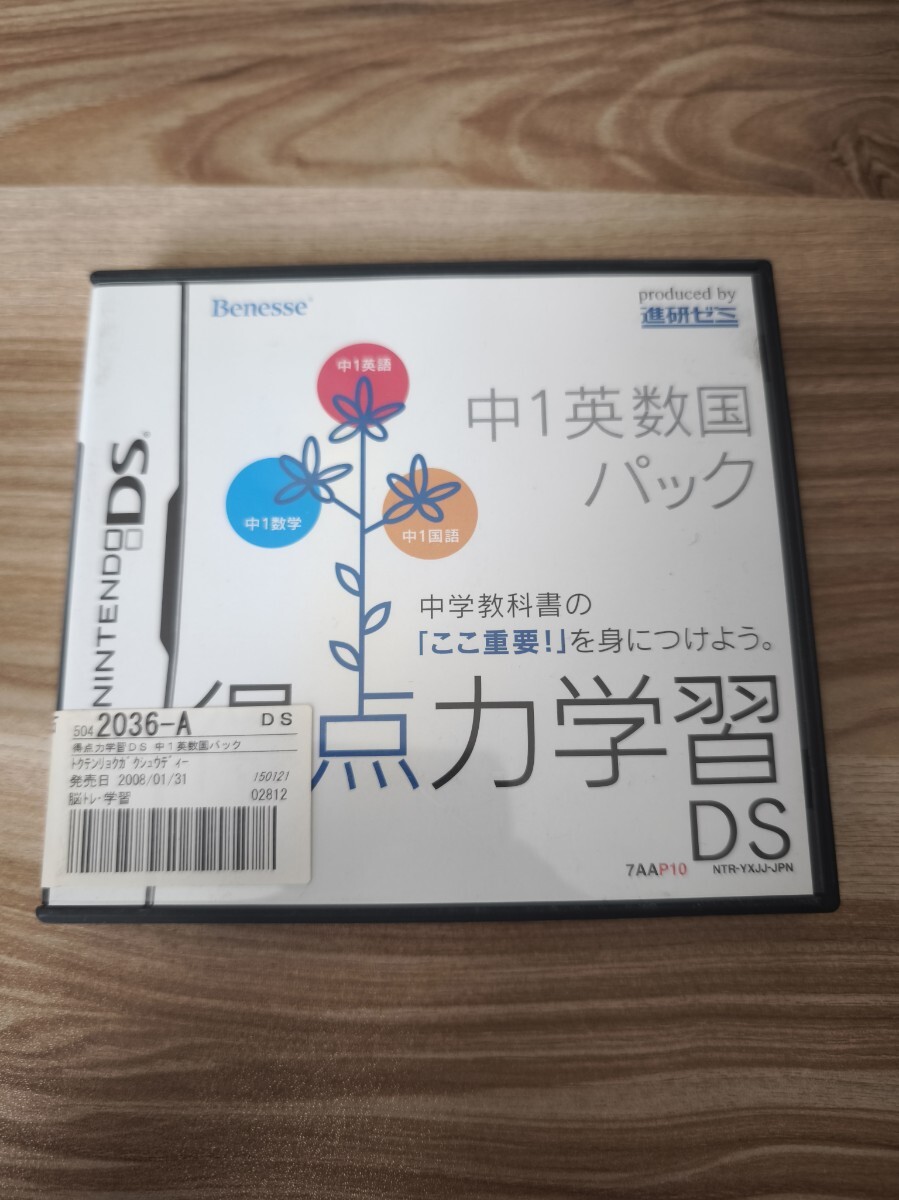 Benesse®
produced by
進研ゼミ
中1英語
中1数学
中1国語
中1英数国
パック
中学教科書の
「ここ重要!」を身につけよう。
NINTENDO DS™
得点力学習
DS
7AAP10 NTR-YXJJ-JPN
504 2036-A DS
得点力学習DS 中1英数国パック
トクテンリョクガクシュウディー
発売日 2008/01/31 150121
脳トレ・学習 02812